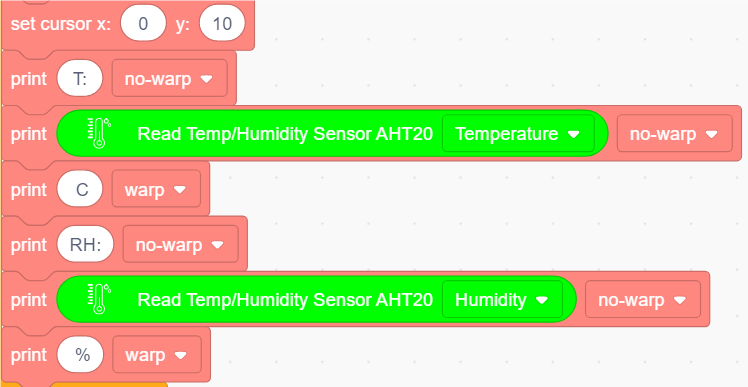 set cursor x: 0 y: 10
print T: no-warp
print Read Temp/Humidity Sensor AHT20 Temperature no-warp
print C warp
print RH: no-warp
print Read Temp/Humidity Sensor AHT20 Humidity no-warp
print % warp